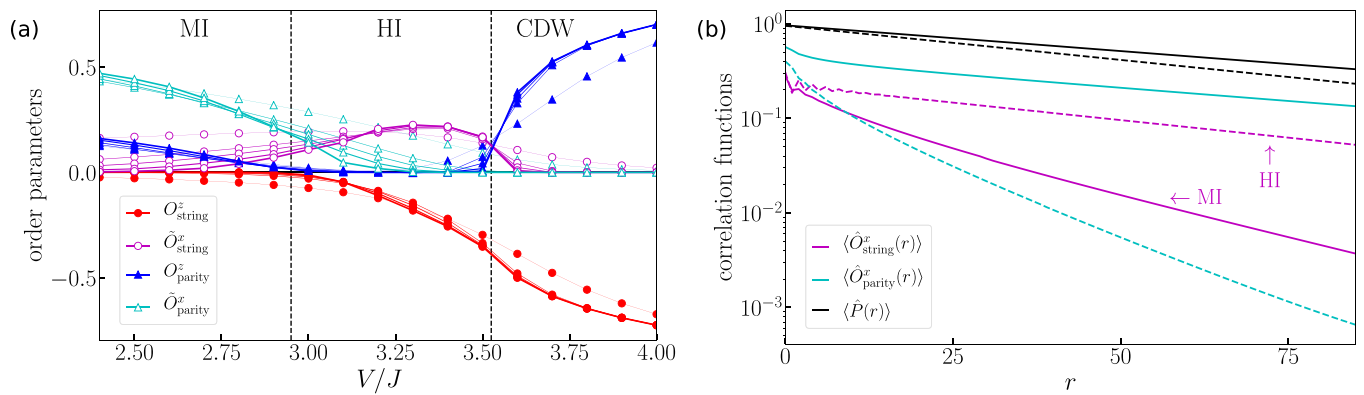 (a)
MI HI CDW
order parameters
0.5
0.0
−0.5
O^z_string
Õ^x_string
O^z_parity
Õ^x_parity
2.50 2.75 3.00 3.25 3.50 3.75 4.00
V/J
(b)
correlation functions
10^0
10^−1
10^−2
10^−3
↑
HI
← MI
⟨Ô^x_string(r)⟩
⟨Ô^x_parity(r)⟩
⟨P̂(r)⟩
0 25 50 75
r